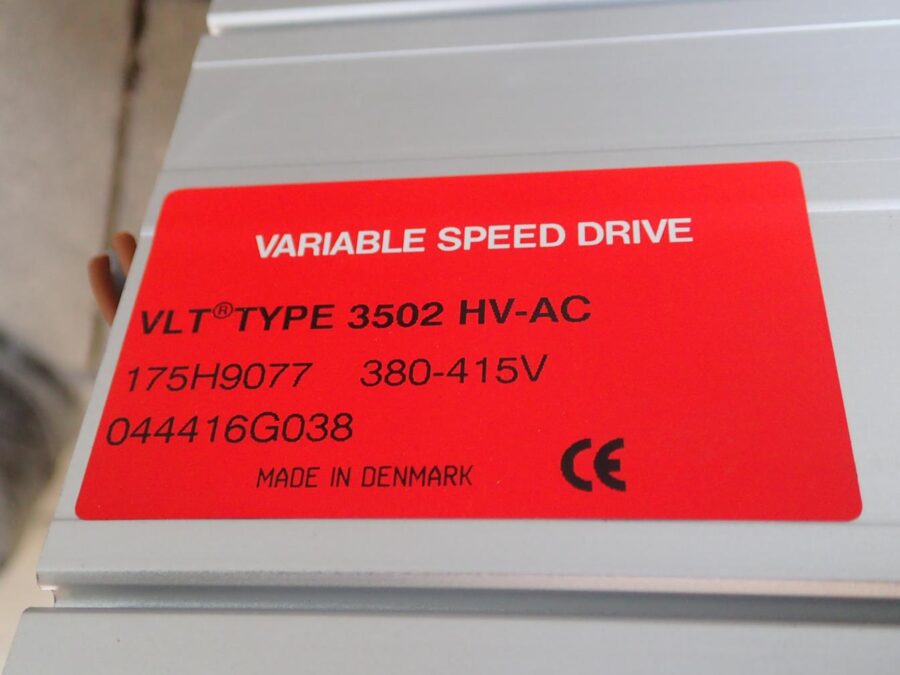 VARIABLE SPEED DRIVE
VLT® TYPE 3502 HV-AC
175H9077 380-415V
044416G038
MADE IN DENMARK CE